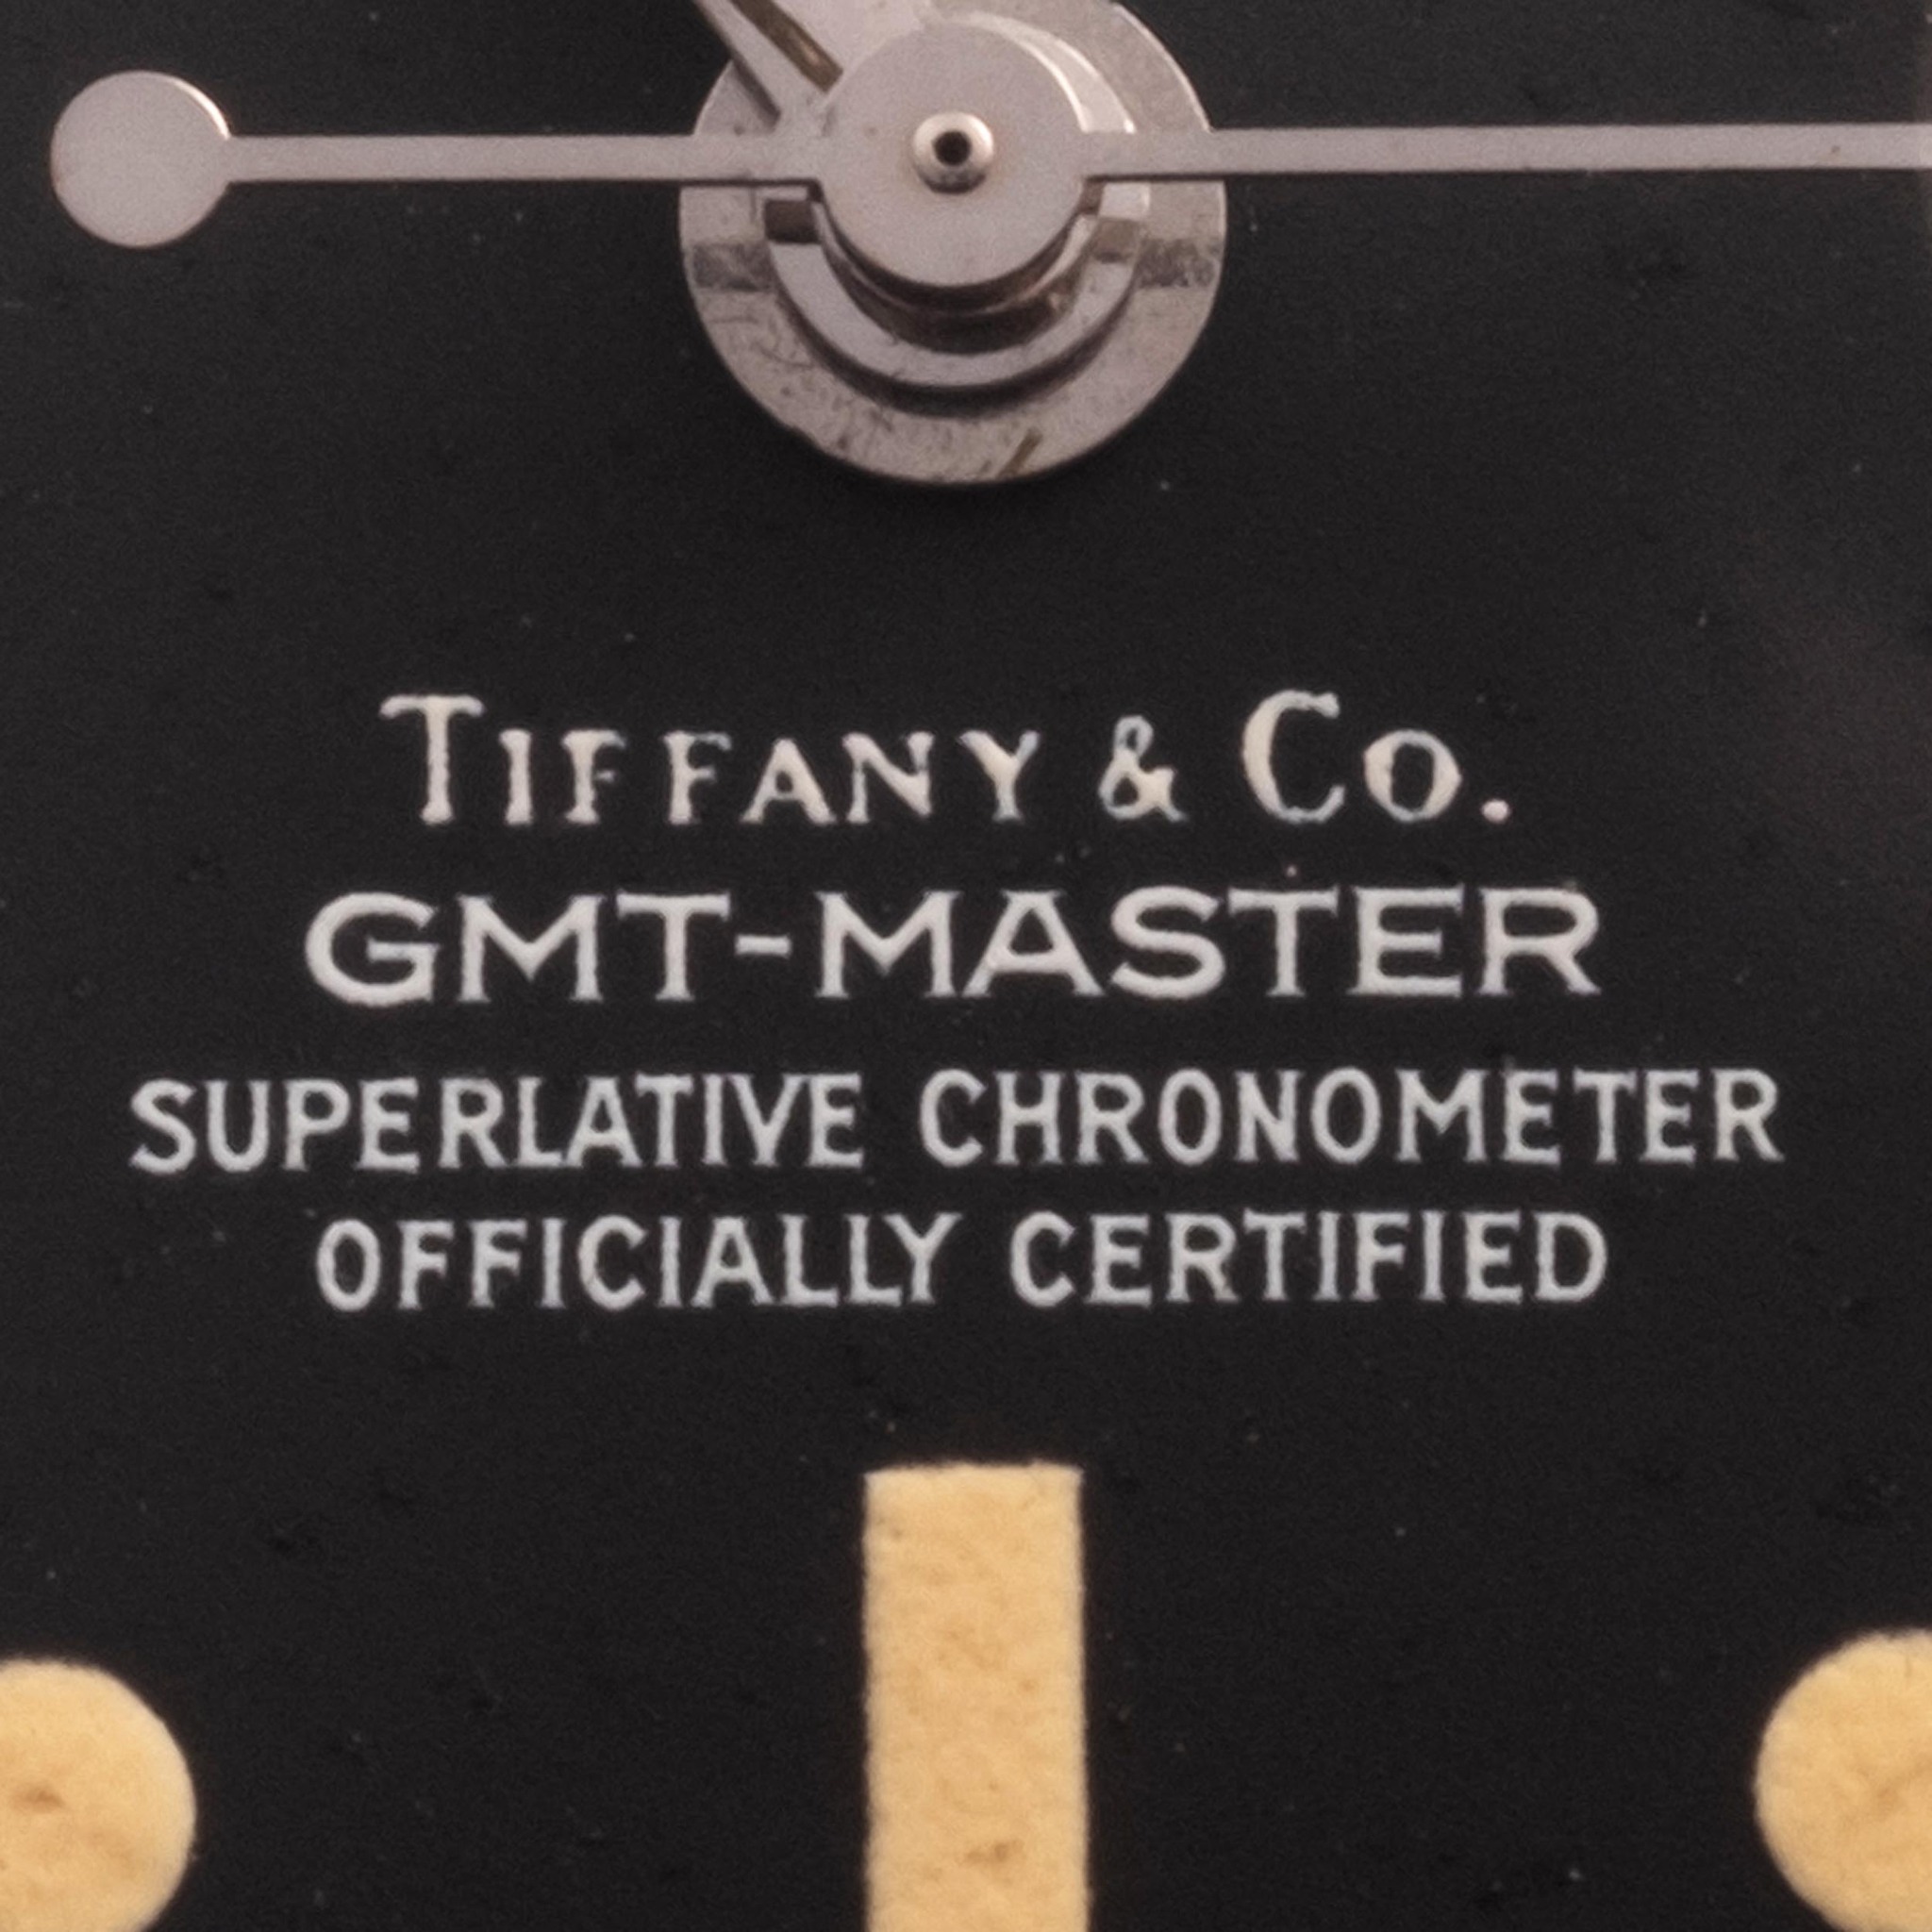 TIFFANY & CO.
GMT-MASTER
SUPERLATIVE CHRONOMETER
OFFICIALLY CERTIFIED